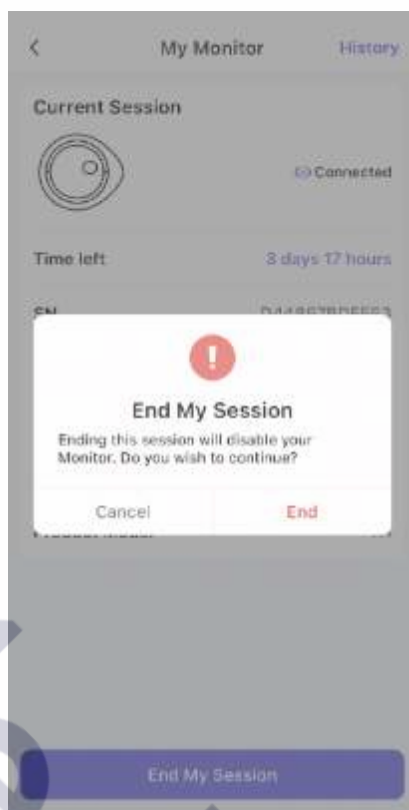 My Monitor
History
Current Session
Connected
Time left
8 days 17 hours
End My Session
Ending this session will disable your
Monitor. Do you wish to continue?
Cancel
End
End My Session